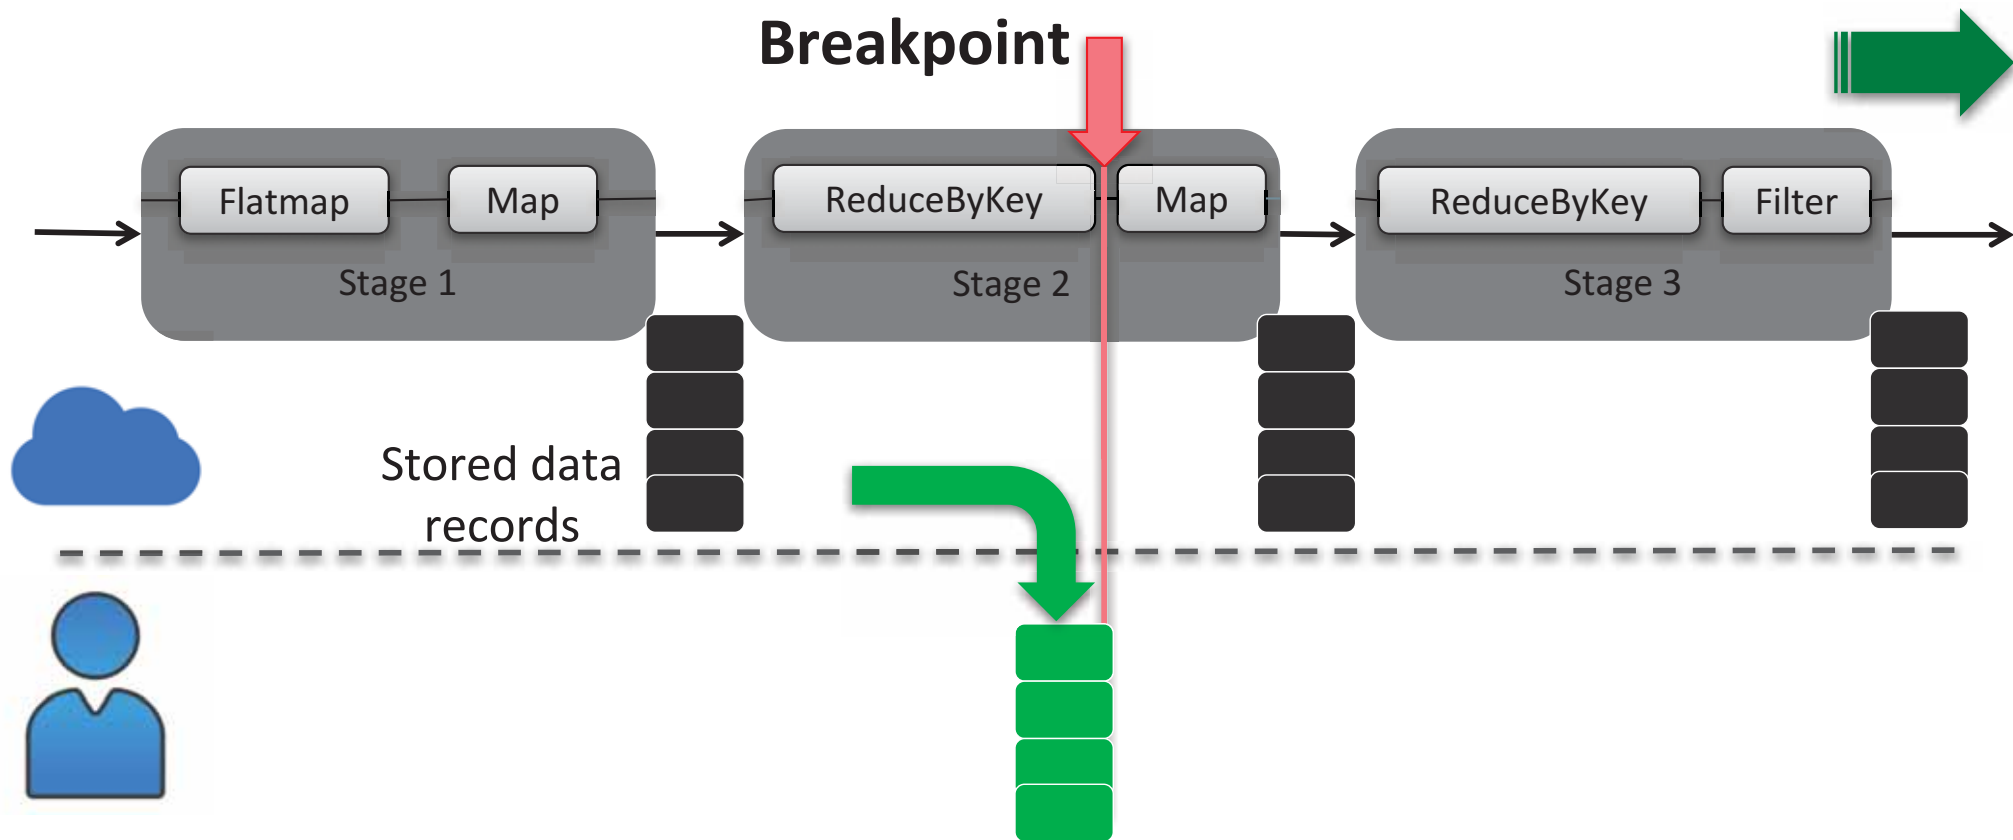 Breakpoint
Flatmap
Map
ReduceByKey
Map
ReduceByKey
Filter
Stage 1
Stage 2
Stage 3
Stored data
records